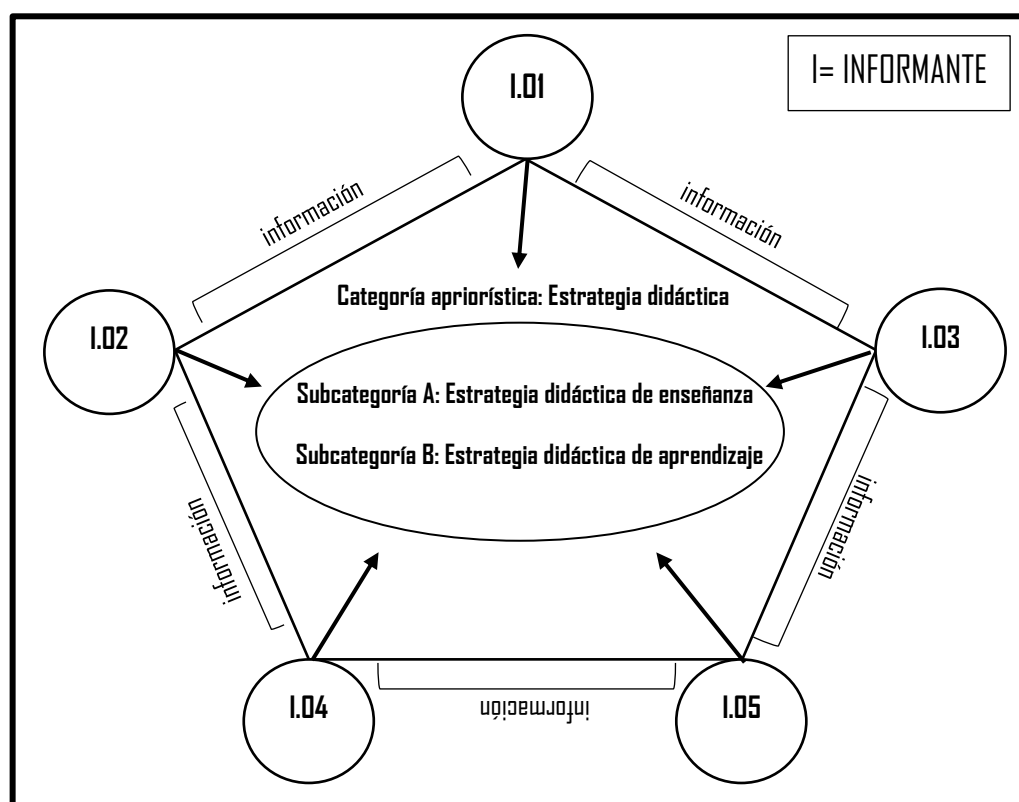 I.01
I= INFORMANTE
información
información
Categoría apriorística: Estrategia didáctica
I.02
I.03
Subcategoría A: Estrategia didáctica de enseñanza
Subcategoría B: Estrategia didáctica de aprendizaje
información
información
I.04
información
I.05